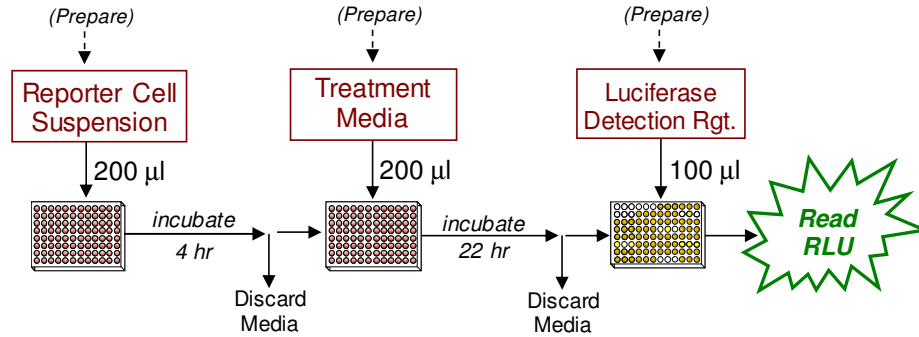 (Prepare)
(Prepare)
(Prepare)
Reporter Cell
Suspension
Treatment
Media
Luciferase
Detection Rgt.
200 µl
200 µl
100 µl
incubate
4 hr
incubate
22 hr
Read
RLU
Discard
Media
Discard
Media